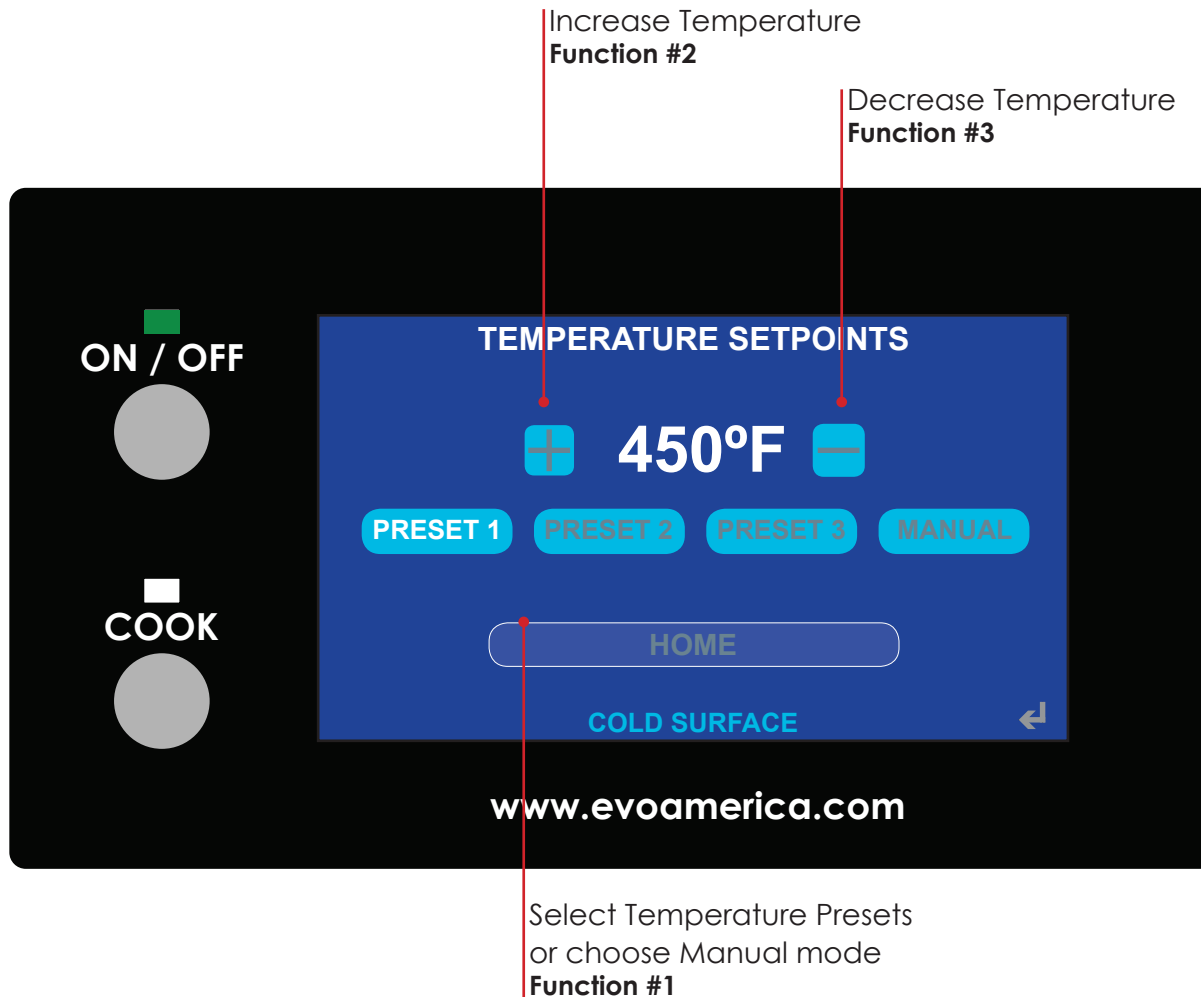 Increase Temperature
Function #2
Decrease Temperature
Function #3
ON / OFF
TEMPERATURE SETPOINTS
+ 450ºF −
PRESET 1 PRESET 2 PRESET 3 MANUAL
COOK
HOME
COLD SURFACE
www.evoamerica.com
Select Temperature Presets
or choose Manual mode
Function #1